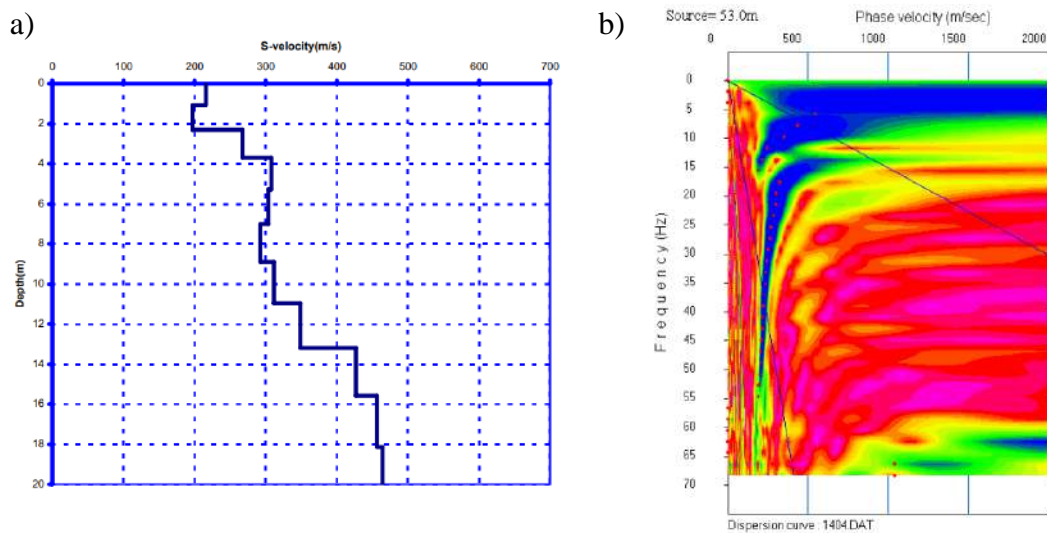 a)
S-velocity(m/s)
0 100 200 300 400 500 600 700
Depth(m)
0
2
4
6
8
10
12
14
16
18
20
b)
Source= 53.0m Phase velocity (m/sec)
0 500 1000 1500 2000
Frequency (Hz)
0
5
10
15
20
25
30
35
40
45
50
55
60
65
70
Dispersion curve : 1404.DAT